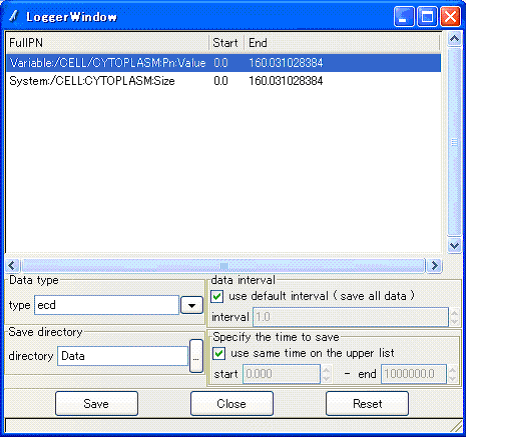 LoggerWindow
FullPN Start End
Variable:/CELL/CYTOPLASM:Pn:Value 0.0 160.031028384
System:/CELL:CYTOPLASM:Size 0.0 160.031028384
Data type
type ecd
Save directory
directory Data ...
data interval
use default interval ( save all data )
interval 1.0
Specify the time to save
use same time on the upper list
start 0.000 - end 1000000.0
Save Close Reset